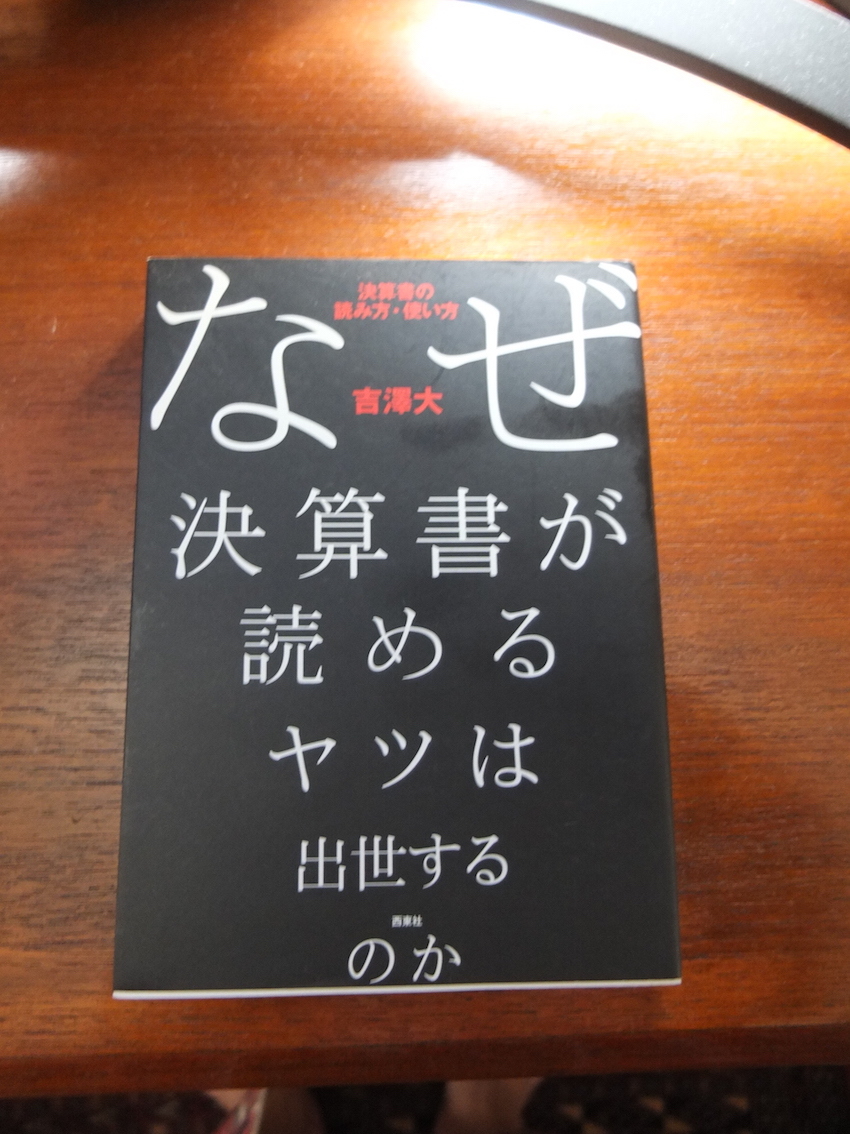 なぜ
決算書の
読み方・使い方
吉澤大
決算書が
読める
ヤツは
出世する
西東社
のか